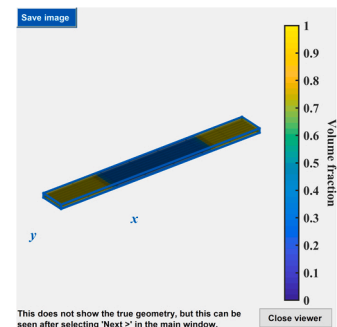 Save image
1
0.9
0.8
0.7
0.6
0.5
0.4
0.3
0.2
0.1
0
Volume fraction
x
y
This does not show the true geometry, but this can be
seen after selecting 'Next >' in the main window.
Close viewer